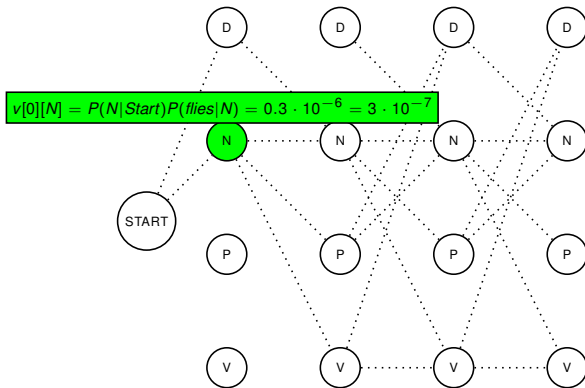 D D D D
v[0][N] = P(N|Start)P(flies|N) = 0.3 · 10⁻⁶ = 3 · 10⁻⁷
N N N N
START
P P P P
V V V V